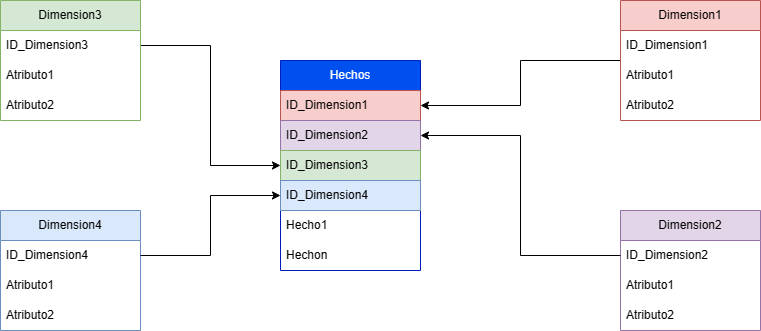 Dimension3
ID_Dimension3
Atributo1
Atributo2
Dimension1
ID_Dimension1
Atributo1
Atributo2
Hechos
ID_Dimension1
ID_Dimension2
ID_Dimension3
ID_Dimension4
Hecho1
Hechon
Dimension4
ID_Dimension4
Atributo1
Atributo2
Dimension2
ID_Dimension2
Atributo1
Atributo2